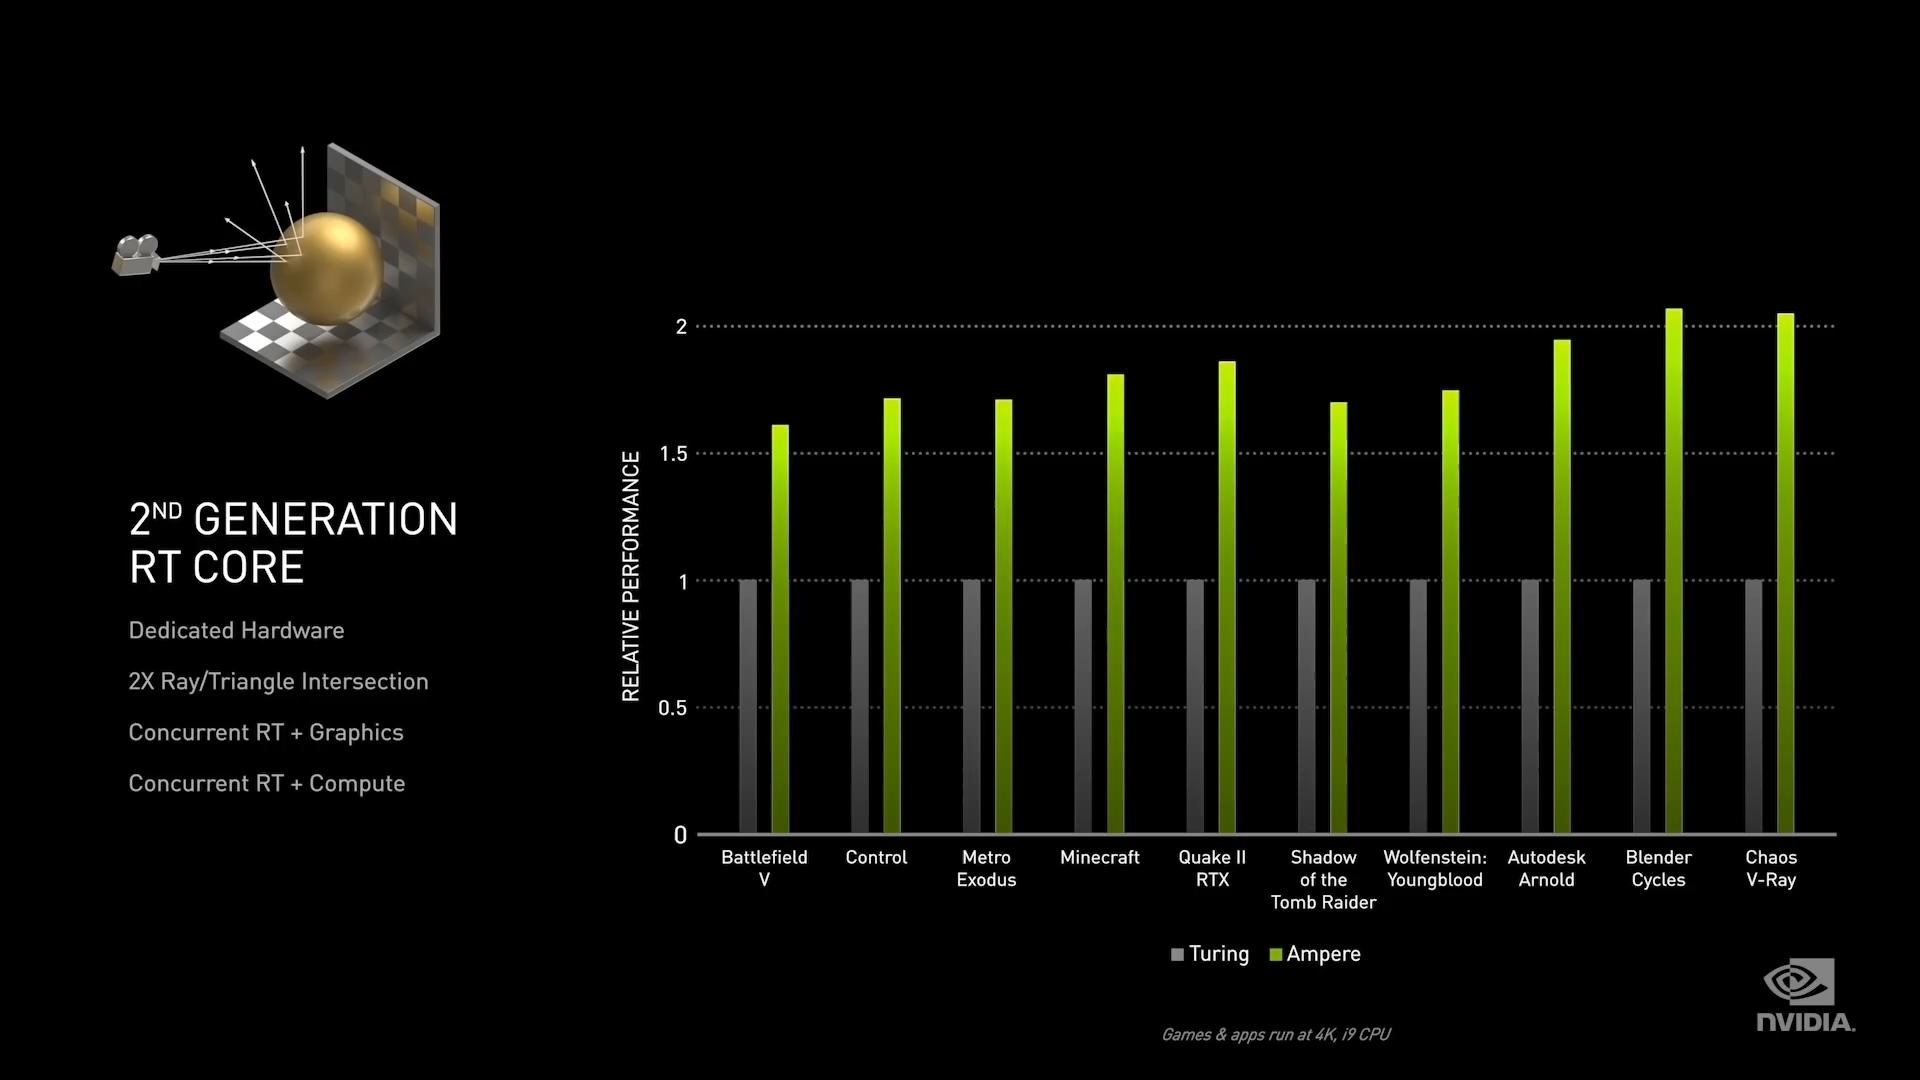 2ND GENERATION
RT CORE
Dedicated Hardware
2X Ray/Triangle Intersection
Concurrent RT + Graphics
Concurrent RT + Compute
RELATIVE PERFORMANCE
2
1.5
1
0.5
0
Battlefield
V
Control
Metro
Exodus
Minecraft
Quake II
RTX
Shadow
of the
Tomb Raider
Wolfenstein:
Youngblood
Autodesk
Arnold
Blender
Cycles
Chaos
V-Ray
Turing
Ampere
Games & apps run at 4K, i9 CPU
NVIDIA.